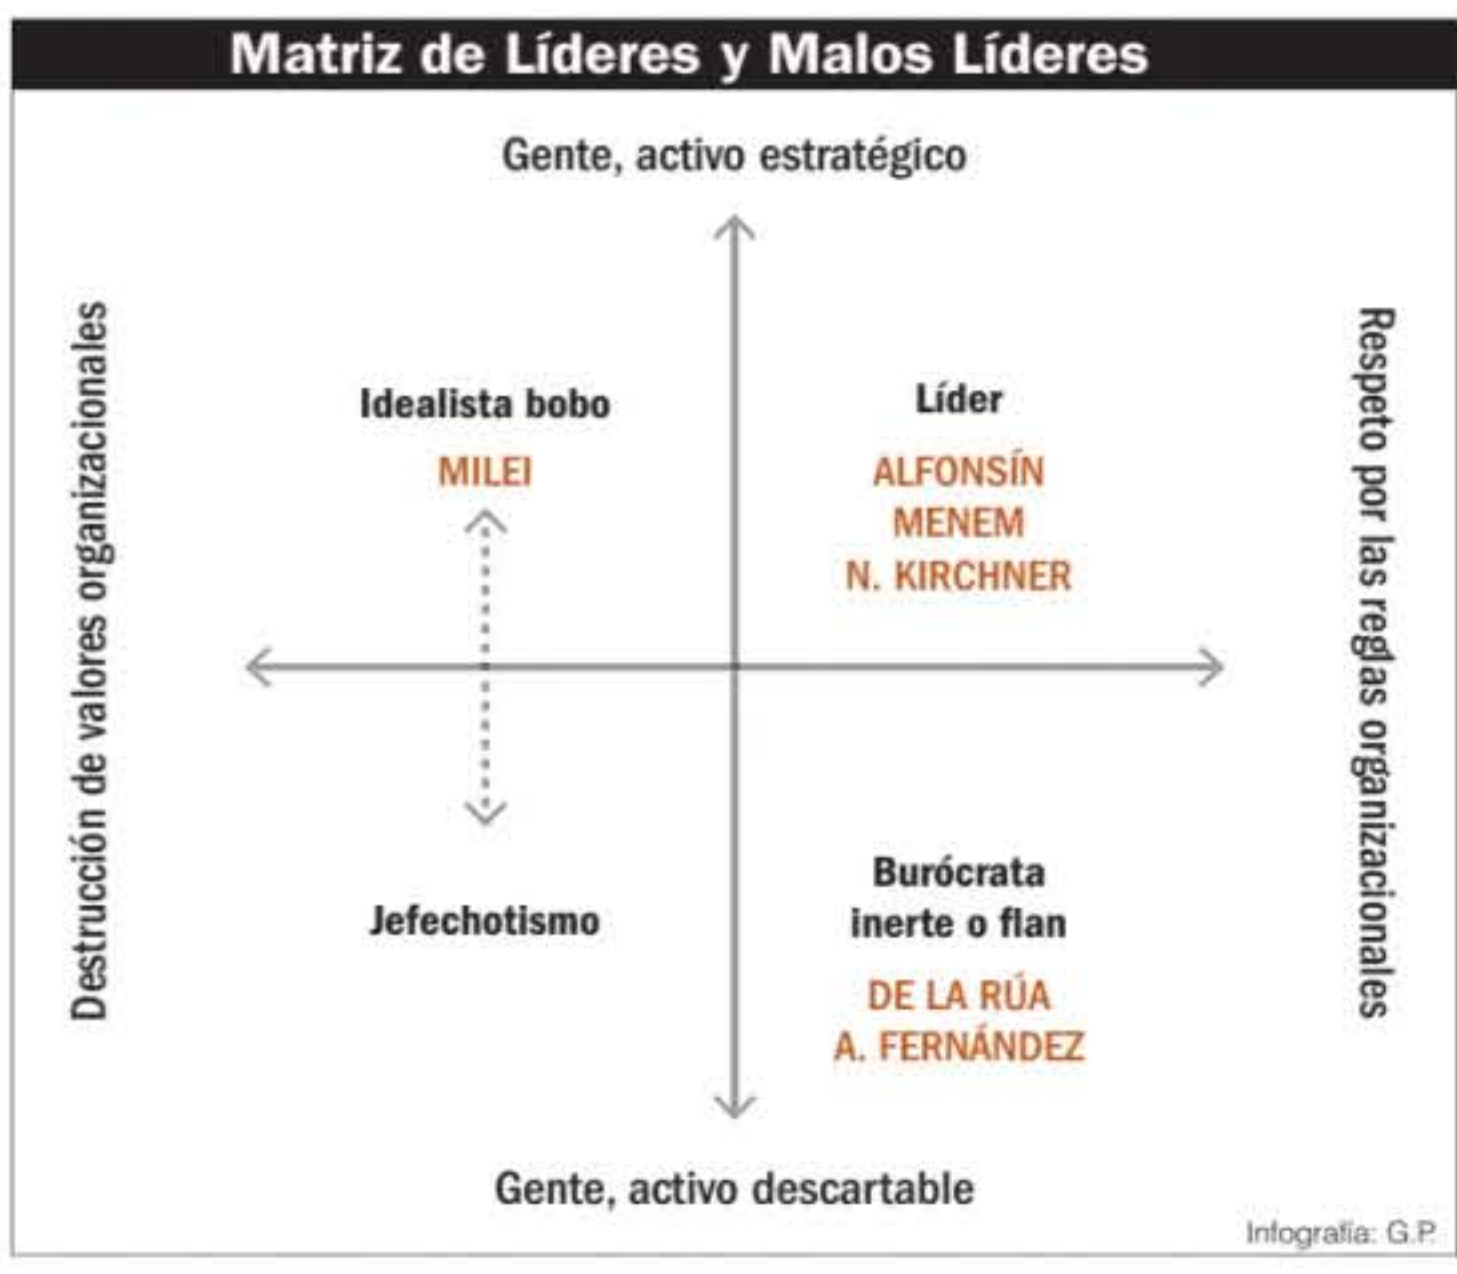 Matriz de Líderes y Malos Líderes
Gente, activo estratégico
Destrucción de valores organizacionales
Idealista bobo
MILEI
Líder
ALFONSÍN
MENEM
N. KIRCHNER
Respeto por las reglas organizacionales
Jefechotismo
Burócrata
inerte o flan
DE LA RÚA
A. FERNÁNDEZ
Gente, activo descartable
Infografía: G.P.